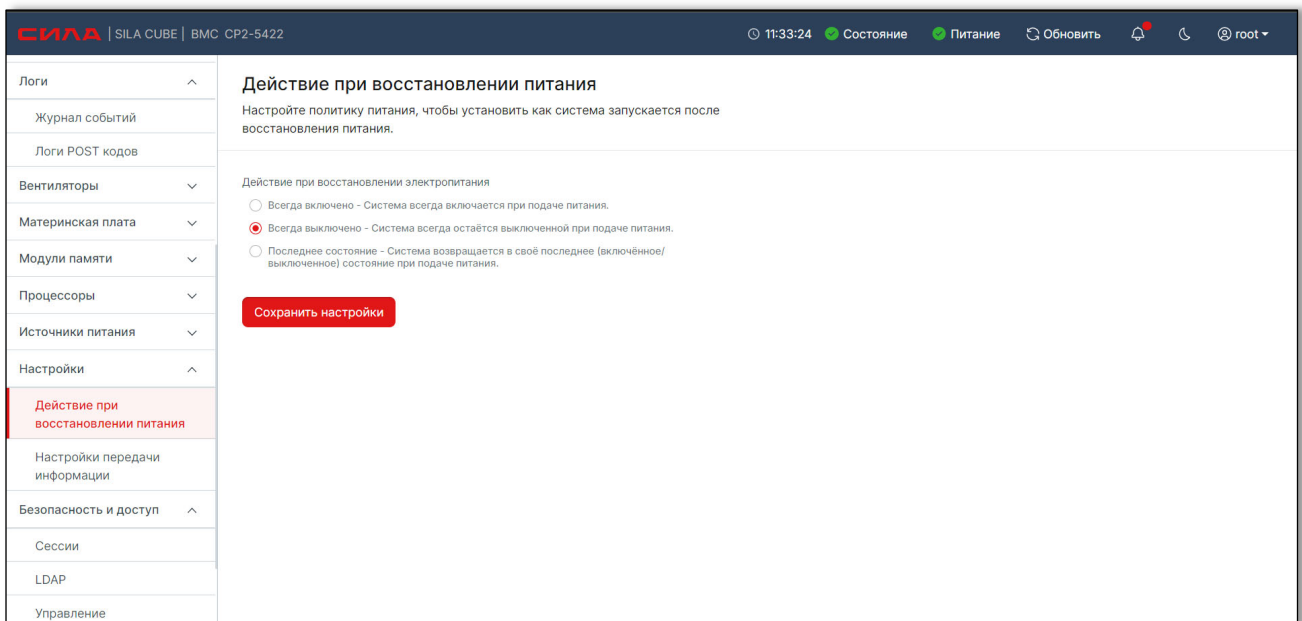 СИЛА | SILA CUBE | BMC CP2-5422 11:33:24 Состояние Питание Обновить root
Логи
Журнал событий
Логи POST кодов
Вентиляторы
Материнская плата
Модули памяти
Процессоры
Источники питания
Настройки
Действие при
восстановлении питания
Настройки передачи
информации
Безопасность и доступ
Сессии
LDAP
Управление
Действие при восстановлении питания
Настройте политику питания, чтобы установить как система запускается после
восстановления питания.
Действие при восстановлении электропитания
Всегда включено - Система всегда включается при подаче питания.
Всегда выключено - Система всегда остаётся выключенной при подаче питания.
Последнее состояние - Система возвращается в своё последнее (включённое/
выключенное) состояние при подаче питания.
Сохранить настройки